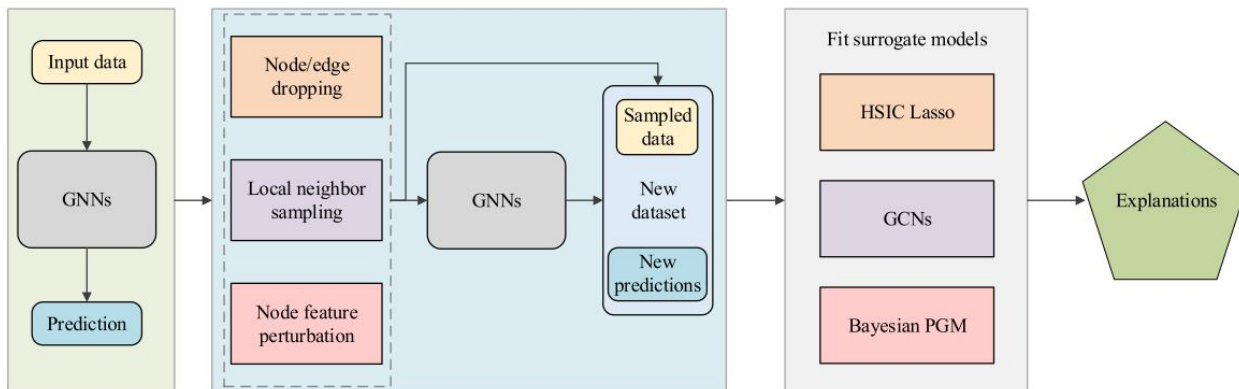 Input data
GNNs
Prediction
Node/edge
dropping
Local neighbor
sampling
Node feature
perturbation
GNNs
Sampled
data
New
dataset
New
predictions
Fit surrogate models
HSIC Lasso
GCNs
Bayesian PGM
Explanations